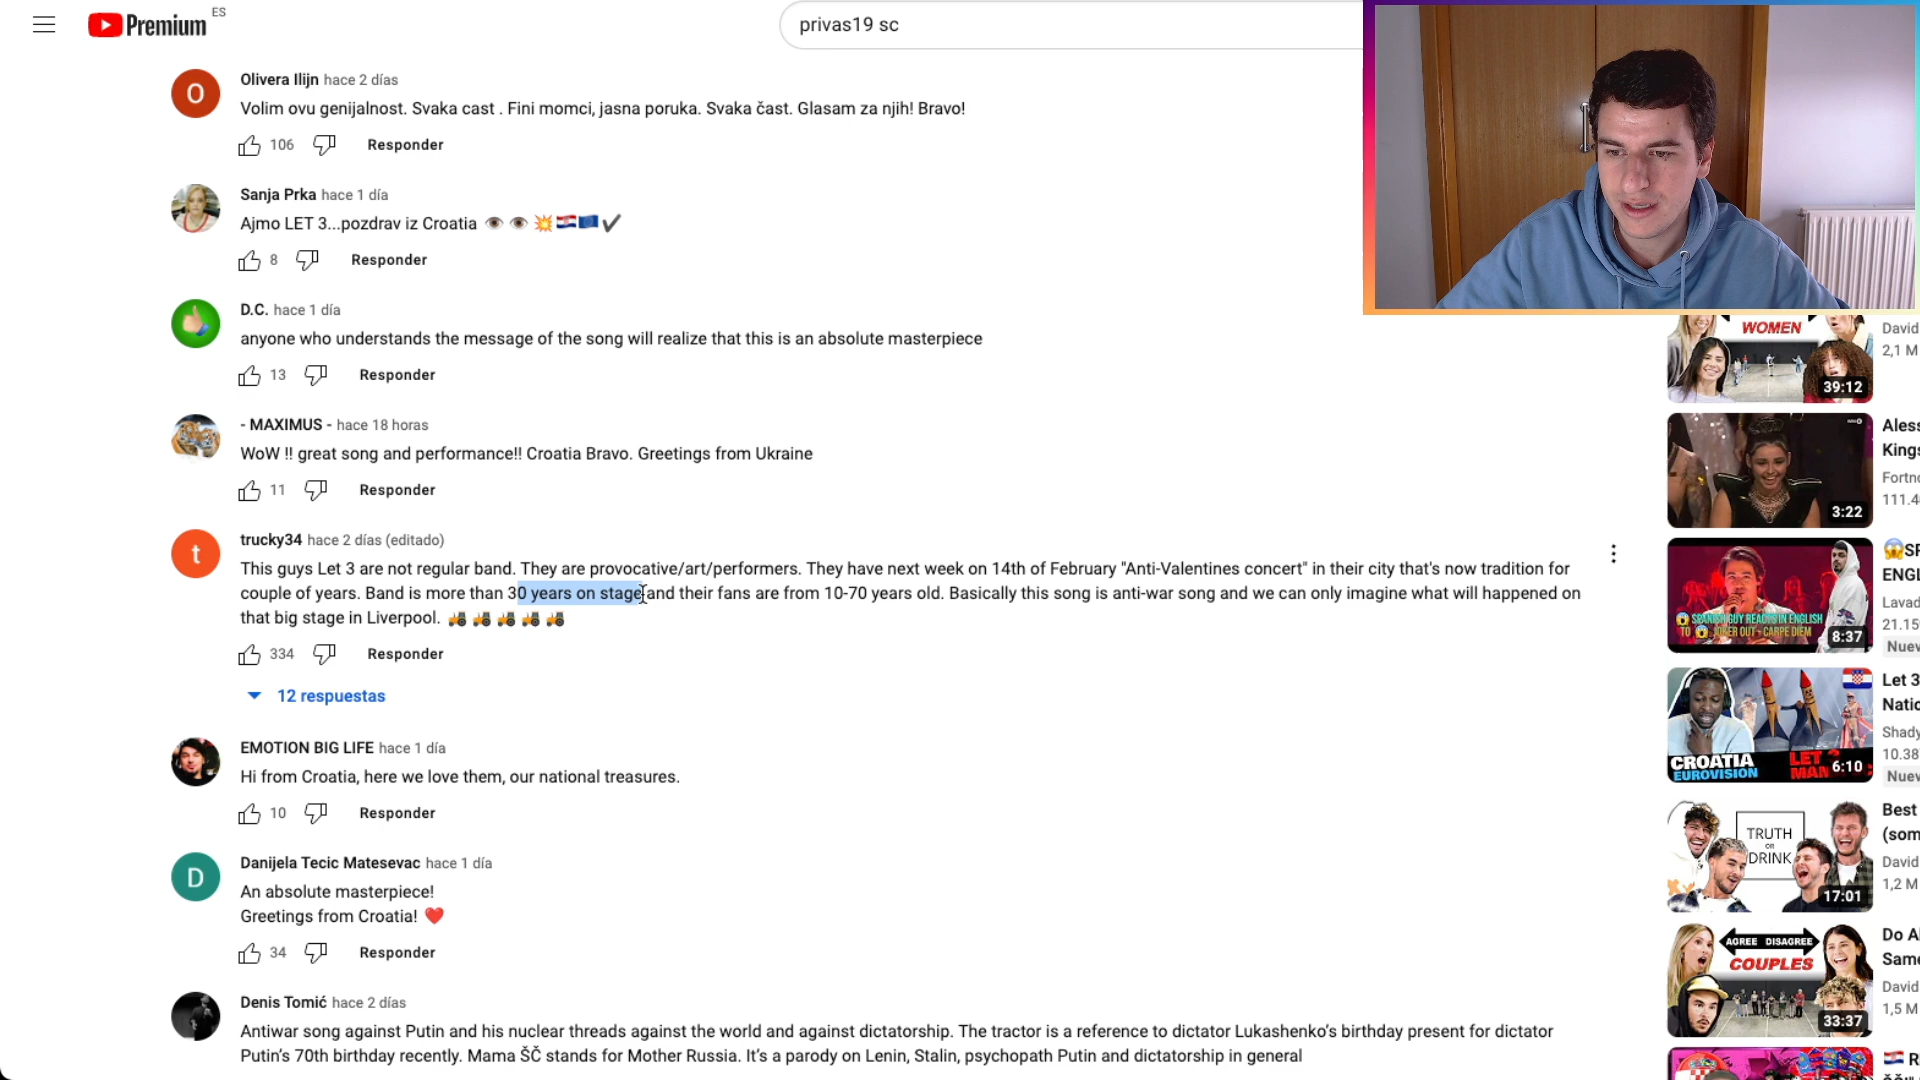 Premium
ES
privas19 sc
Olivera Ilijn hace 2 días
Volim ovu genijalnost. Svaka cast . Fini momci, jasna poruka. Svaka čast. Glasam za njih! Bravo!
106 Responder
Sanja Prka hace 1 día
Ajmo LET 3...pozdrav iz Croatia 👁️ 👁️ 💥🇭🇷🇪🇺✔️
8 Responder
D.C. hace 1 día
anyone who understands the message of the song will realize that this is an absolute masterpiece
13 Responder
- MAXIMUS - hace 18 horas
WoW !! great song and performance!! Croatia Bravo. Greetings from Ukraine
11 Responder
t
trucky34 hace 2 días (editado)
This guys Let 3 are not regular band. They are provocative/art/performers. They have next week on 14th of February "Anti-Valentines concert" in their city that's now tradition for
couple of years. Band is more than 30 years on stage and their fans are from 10-70 years old. Basically this song is anti-war song and we can only imagine what will happened on
that big stage in Liverpool. 🚜 🚜 🚜 🚜 🚜
334 Responder
12 respuestas
EMOTION BIG LIFE hace 1 día
Hi from Croatia, here we love them, our national treasures.
10 Responder
D
Danijela Tecic Matesevac hace 1 día
An absolute masterpiece!
Greetings from Croatia! ❤️
34 Responder
Denis Tomić hace 2 días
Antiwar song against Putin and his nuclear threads against the world and against dictatorship. The tractor is a reference to dictator Lukashenko’s birthday present for dictator
Putin’s 70th birthday recently. Mama ŠČ stands for Mother Russia. It’s a parody on Lenin, Stalin, psychopath Putin and dictatorship in general
O
WOMEN
39:12
David
2,1 M
3:22
Aless
Kings
Fortn
111.4
SPANISH GUY REACTS IN ENGLISH
TO JOKER OUT - CARPE DIEM
8:37
😱SP
ENGL
Lavad
21.15
Nuev
CROATIA
EUROVISION
LET
6:10
Let 3
Natio
Shady
10.38
Nuev
TRUTH
OR
DRINK
17:01
Best
(som
David
1,2 M
AGREE DISAGREE
COUPLES
33:37
Do Al
Same
David
1,5 M
🇭🇷 R